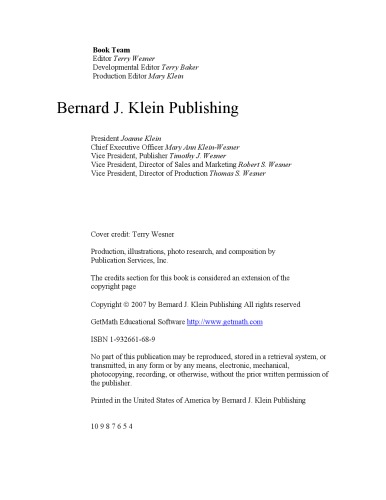 Book Team
Editor Terry Wesner
Developmental Editor Terry Baker
Production Editor Mary Klein
Bernard J. Klein Publishing
President Joanne Klein
Chief Executive Officer Mary Ann Klein-Wesner
Vice President, Publisher Timothy J. Wesner
Vice President, Director of Sales and Marketing Robert S. Wesner
Vice President, Director of Production Thomas S. Wesner
Cover credit: Terry Wesner
Production, illustrations, photo research, and composition by
Publication Services, Inc.
The credits section for this book is considered an extension of the
copyright page
Copyright © 2007 by Bernard J. Klein Publishing All rights reserved
GetMath Educational Software http://www.getmath.com
ISBN 1-932661-68-9
No part of this publication may be reproduced, stored in a retrieval system, or
transmitted, in any form or by any means, electronic, mechanical,
photocopying, recording, or otherwise, without the prior written permission of
the publisher.
Printed in the United States of America by Bernard J. Klein Publishing
10 9 8 7 6 5 4